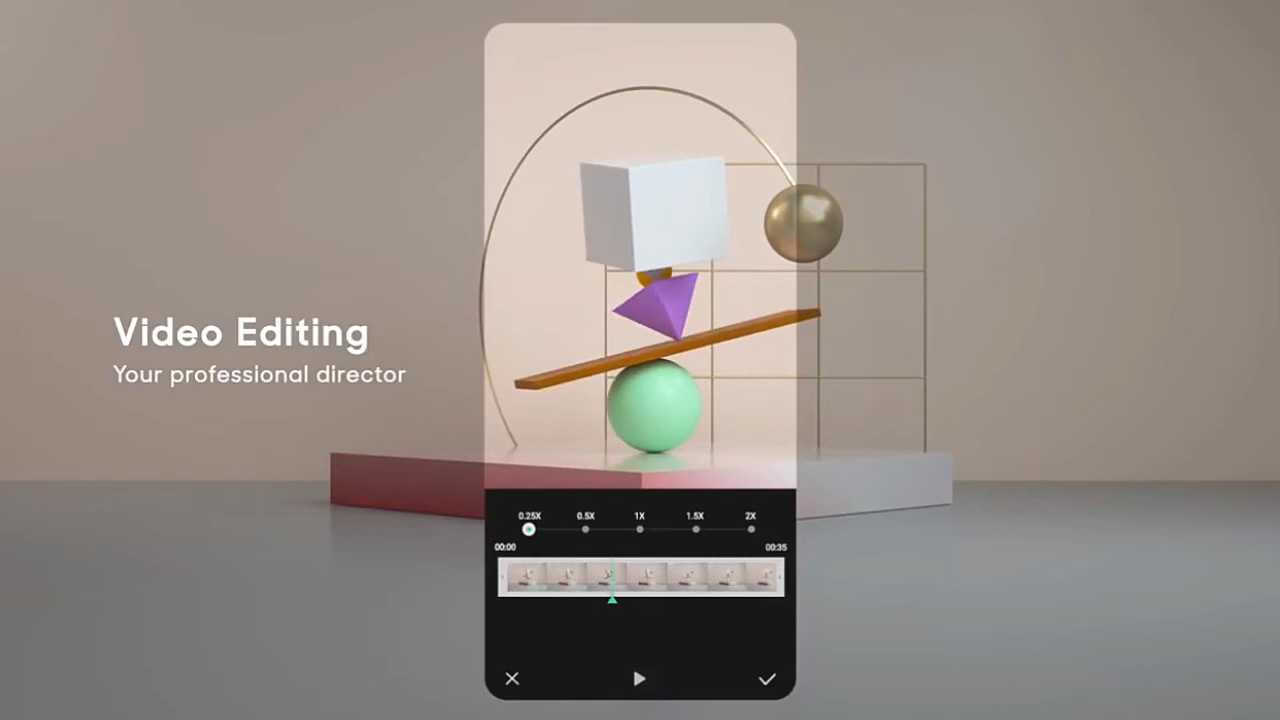 Video Editing
Your professional director
0.25X 0.5X 1X 1.5X 2X
00:00 00:35